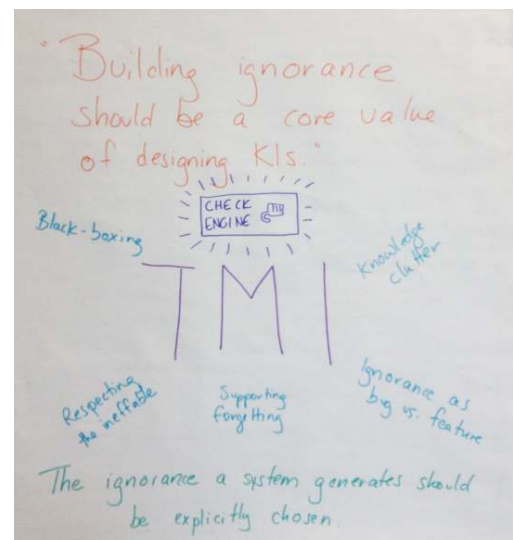 "Building ignorance
should be a core value
of designing KIs."
CHECK
ENGINE
Black-boxing
Knowledge
clutter
TMI
Respecting
the ineffable
Supporting
forgetting
Ignorance as
bug vs. feature
The ignorance a system generates should
be explicitly chosen.